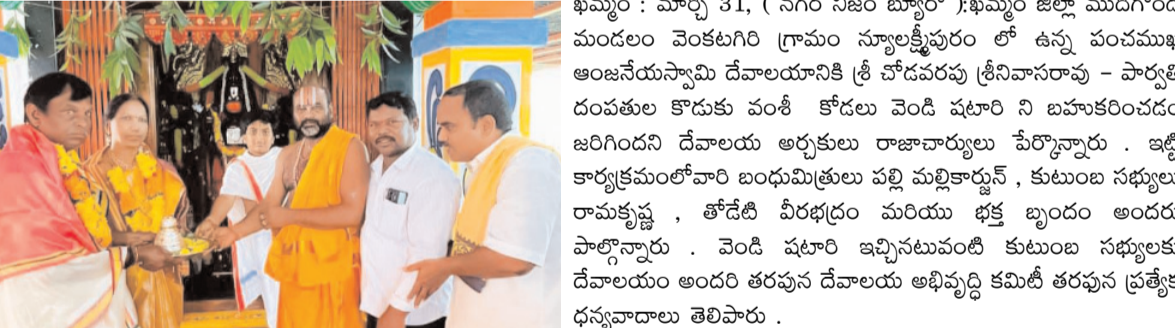 ఖమ్మం : మార్చి 31, ( నగం నిజం బ్యూరో ):ఖమ్మం జిల్లా ముదిగొండ
మండలం వెంకటగిరి గ్రామం న్యూలక్ష్మీపురం లో ఉన్న పంచముఖ
ఆంజనేయస్వామి దేవాలయానికి శ్రీ చోడవరపు శ్రీనివాసరావు – పార్వతి
దంపతుల కొడుకు వంశీ కోడలు వెండి షటారి ని బహుకరించడం
జరిగిందని దేవాలయ అర్చకులు రాజాచార్యులు పేర్కొన్నారు . ఇట్టి
కార్యక్రమంలోవారి బంధుమిత్రులు పల్లి మల్లికార్జున్ , కుటుంబ సభ్యులు
రామకృష్ణ , తోడేటి వీరభద్రం మరియు భక్త బృందం అందరు
పాల్గొన్నారు . వెండి షటారి ఇచ్చినటువంటి కుటుంబ సభ్యులకు
దేవాలయం అందరి తరపున దేవాలయ అభివృద్ధి కమిటీ తరఫున ప్రత్యేక
ధన్యవాదాలు తెలిపారు .